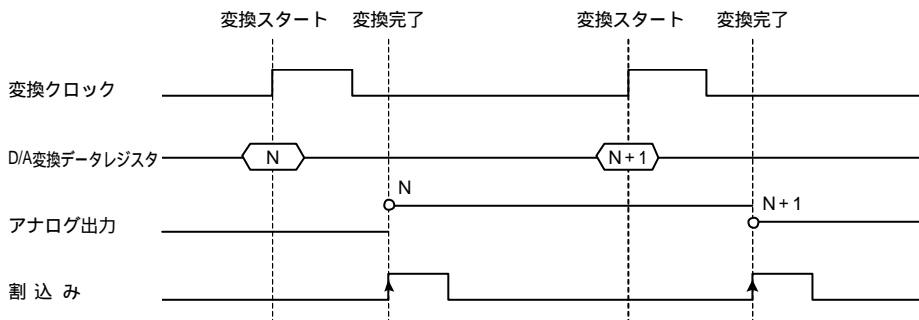 変換スタート 変換完了 変換スタート 変換完了
変換クロック
D/A変換データレジスタ N N+1
N
N+1
アナログ出力
割込み